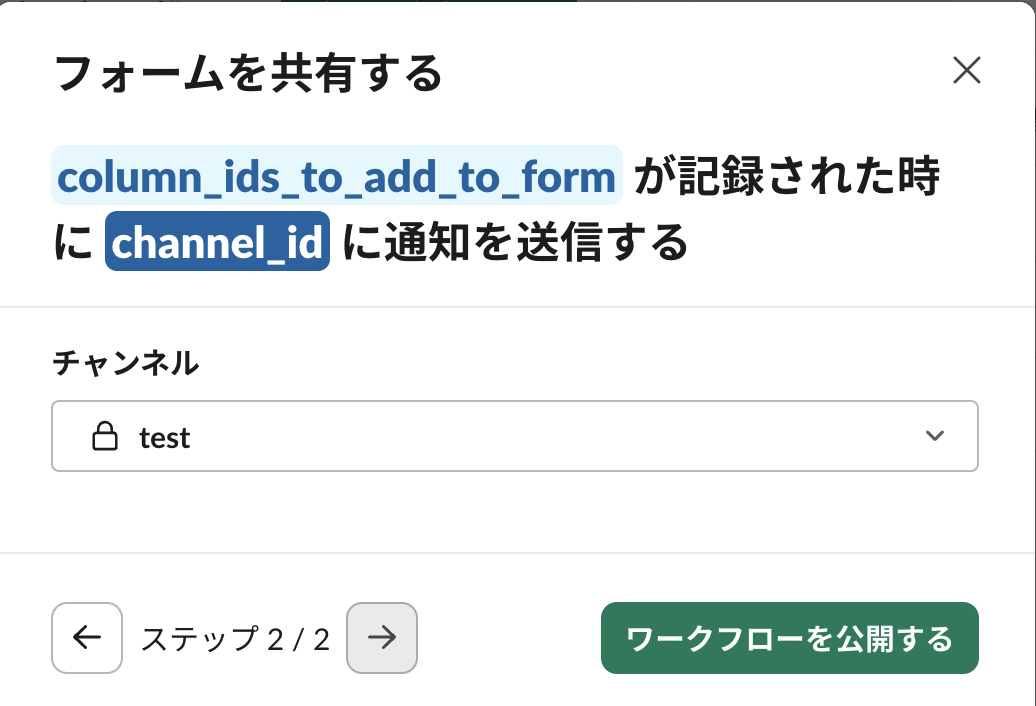 フォームを共有する
column_ids_to_add_to_form が記録された時
に channel_id に通知を送信する
チャンネル
test
ステップ 2 / 2
ワークフローを公開する